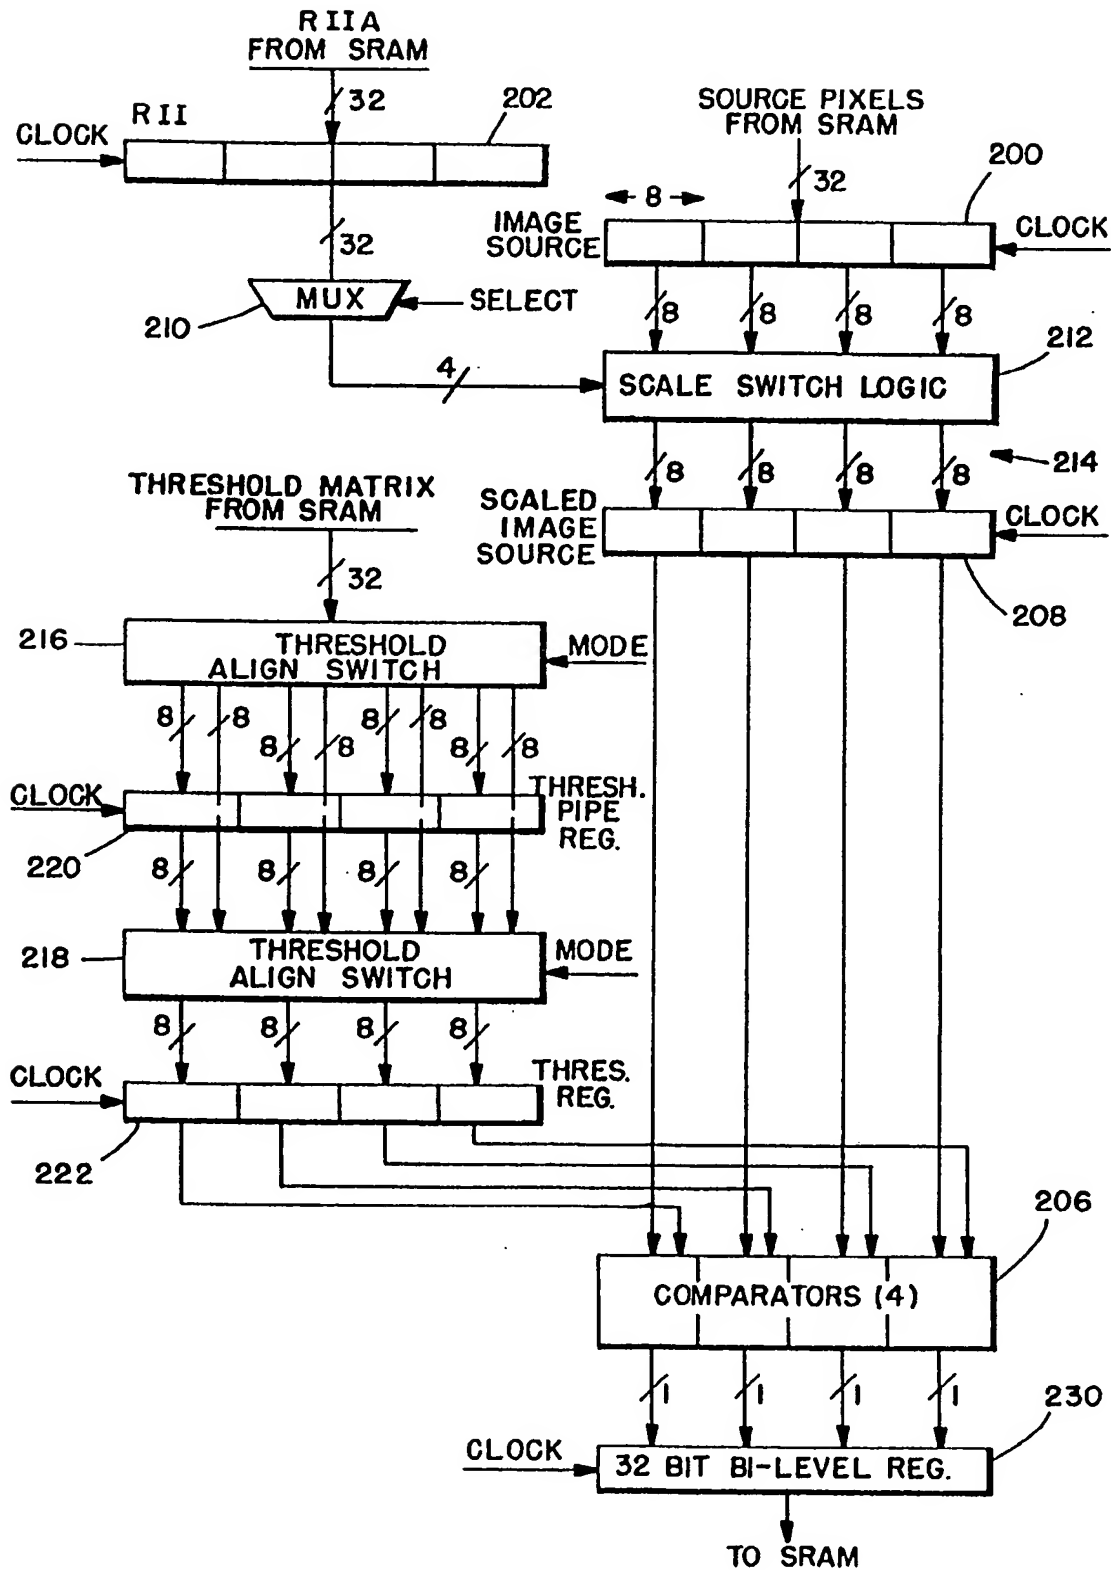 RIIA
FROM SRAM
32
RII
202
CLOCK
SOURCE PIXELS
FROM SRAM
32
200
8
IMAGE
SOURCE
CLOCK
32
MUX
SELECT
210
8 8 8 8
212
4
SCALE SWITCH LOGIC
8 8 8 8
214
THRESHOLD MATRIX
FROM SRAM
SCALED
IMAGE
SOURCE
CLOCK
32
208
216
THRESHOLD
ALIGN SWITCH
MODE
8 8 8 8 8 8 8 8
CLOCK
THRESH.
PIPE
REG.
220
8 8 8 8
218
THRESHOLD
ALIGN SWITCH
MODE
8 8 8 8
CLOCK
THRES.
REG.
222
206
COMPARATORS (4)
1 1 1 1
230
CLOCK
32 BIT BI-LEVEL REG.
TO SRAM